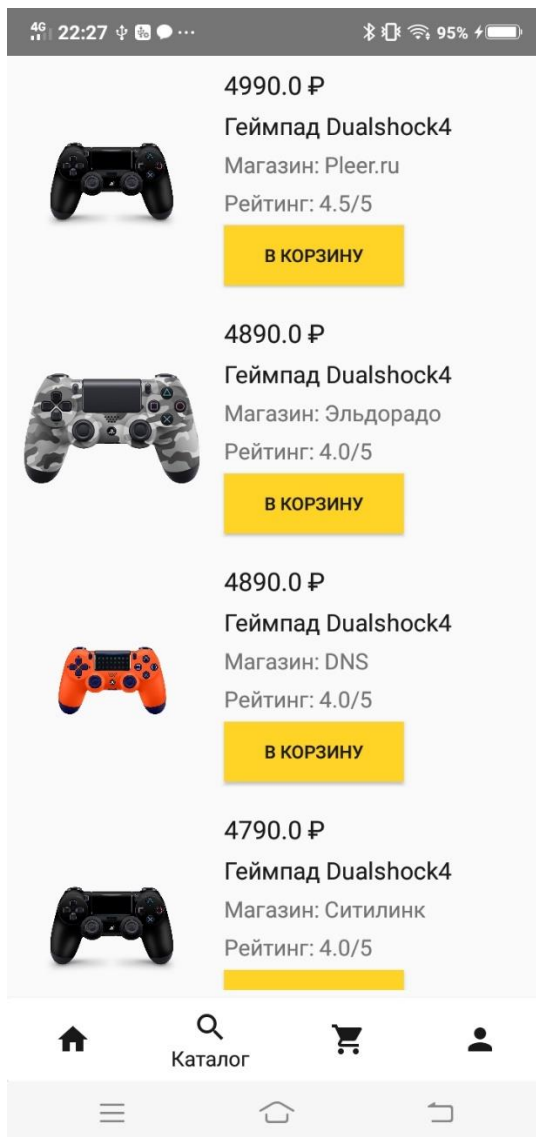 4G 22:27 95%
4990.0 ₽
Геймпад Dualshock4
Магазин: Pleer.ru
Рейтинг: 4.5/5
В КОРЗИНУ
4890.0 ₽
Геймпад Dualshock4
Магазин: Эльдорадо
Рейтинг: 4.0/5
В КОРЗИНУ
4890.0 ₽
Геймпад Dualshock4
Магазин: DNS
Рейтинг: 4.0/5
В КОРЗИНУ
4790.0 ₽
Геймпад Dualshock4
Магазин: Ситилинк
Рейтинг: 4.0/5
Каталог